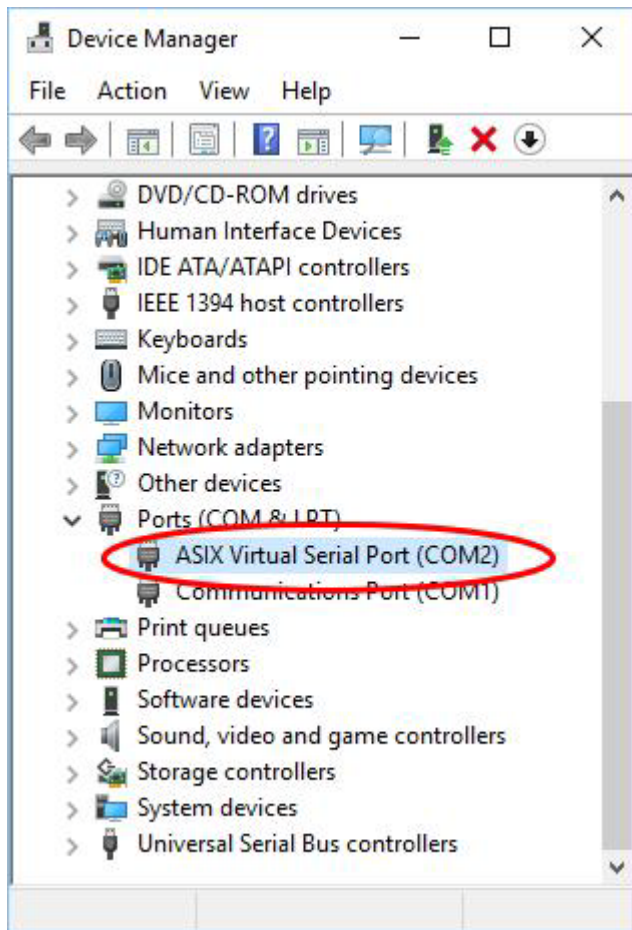 Device Manager
File Action View Help
DVD/CD-ROM drives
Human Interface Devices
IDE ATA/ATAPI controllers
IEEE 1394 host controllers
Keyboards
Mice and other pointing devices
Monitors
Network adapters
Other devices
Ports (COM & LPT)
ASIX Virtual Serial Port (COM2)
Communications Port (COM1)
Print queues
Processors
Software devices
Sound, video and game controllers
Storage controllers
System devices
Universal Serial Bus controllers